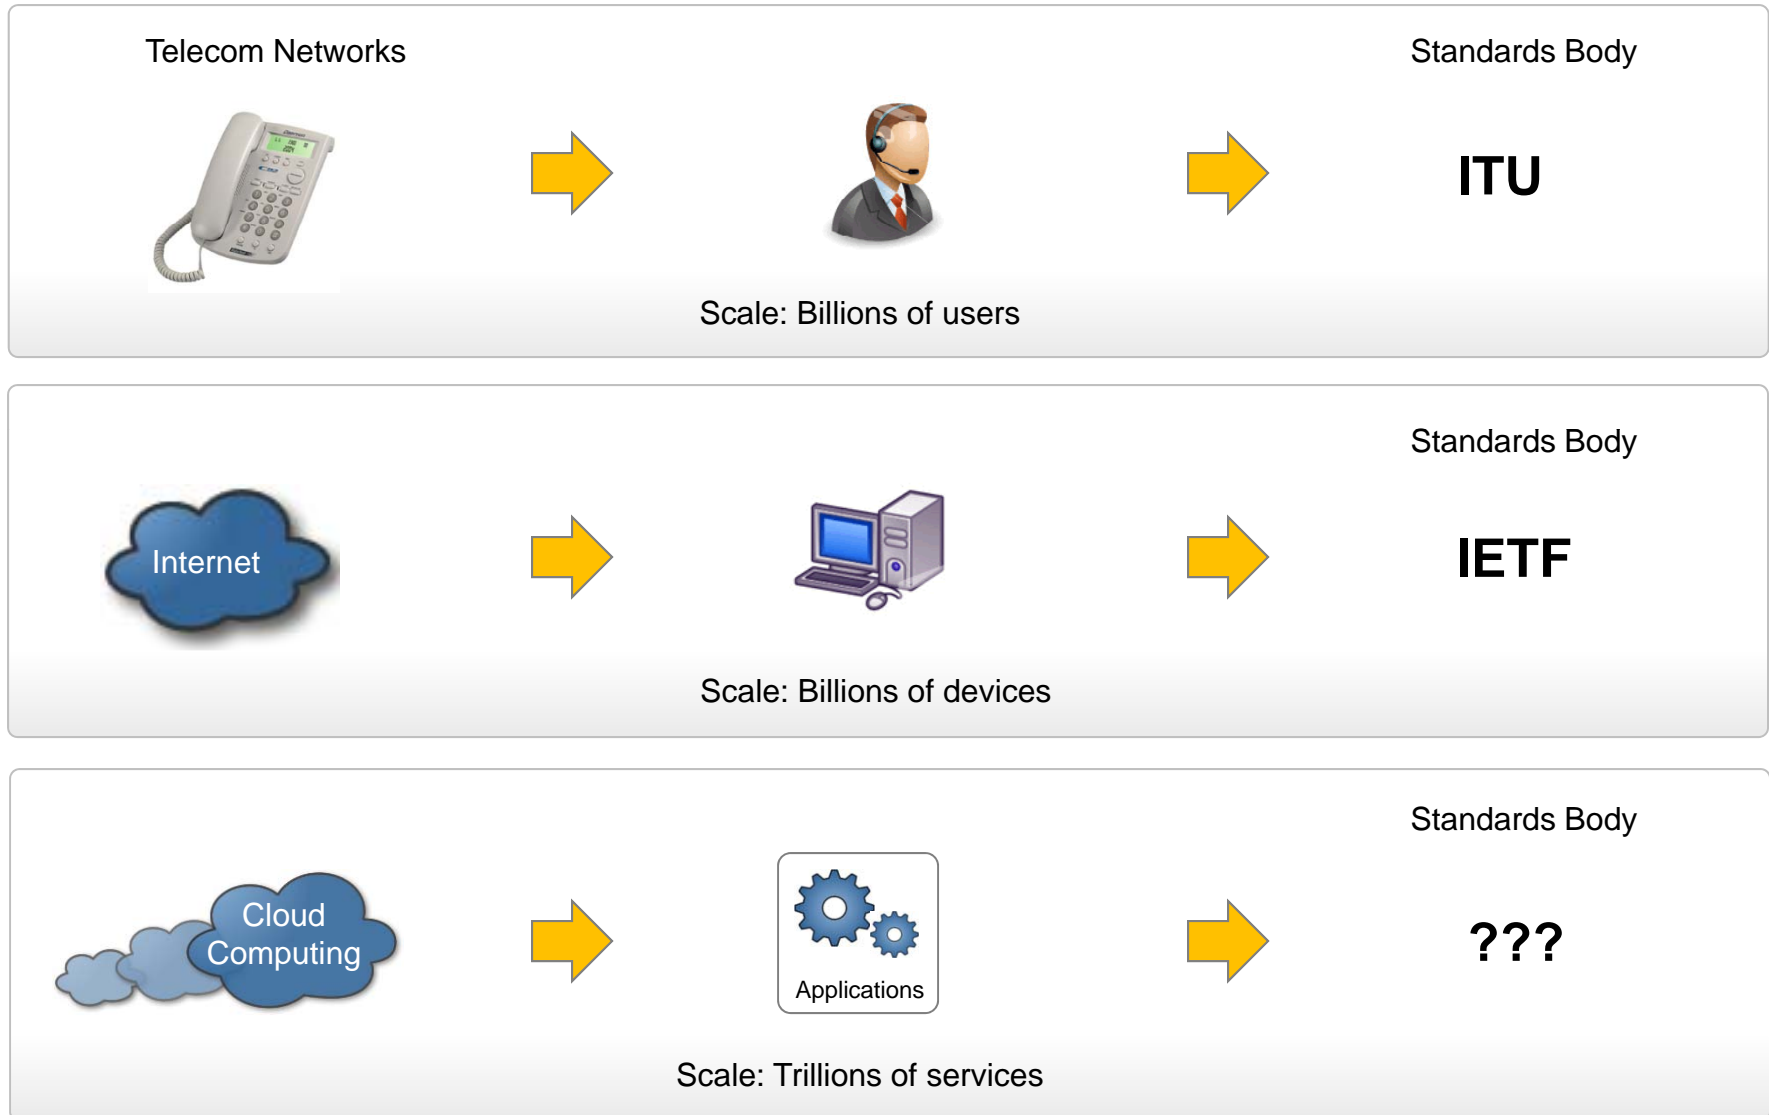 Telecom Networks
Standards Body
ITU
Scale: Billions of users
Standards Body
Internet
IETF
Scale: Billions of devices
Standards Body
Cloud
Computing
Applications
???
Scale: Trillions of services